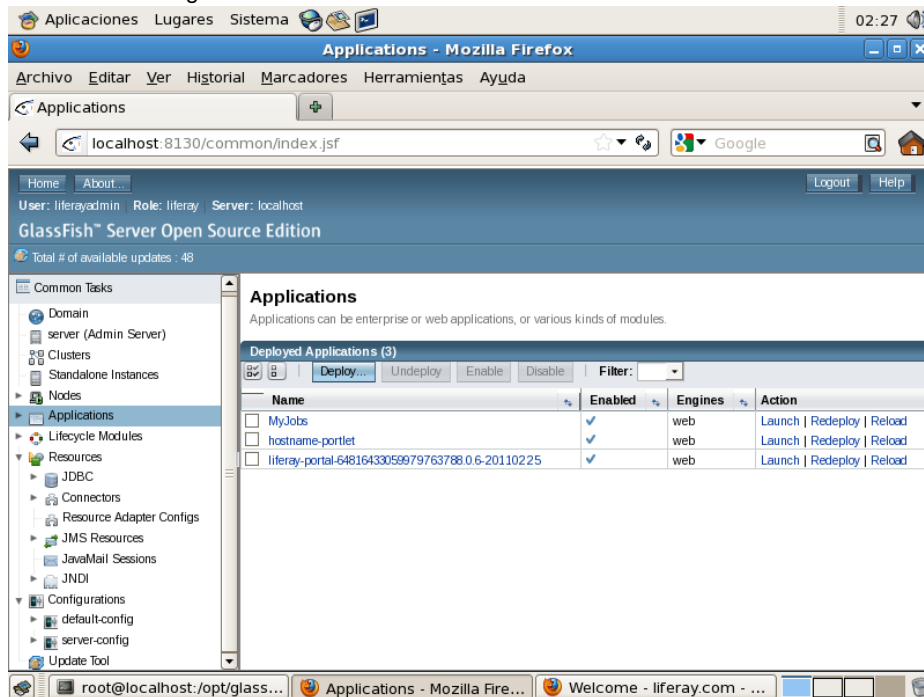 Aplicaciones Lugares Sistema 02:27
Applications - Mozilla Firefox
Archivo Editar Ver Historial Marcadores Herramientas Ayuda
Applications
localhost:8130/common/index.jsf Google
Home About... Logout Help
User: liferayadmin Role: liferay Server: localhost
GlassFish™ Server Open Source Edition
Total # of available updates : 48
Common Tasks
Domain
server (Admin Server)
Clusters
Standalone Instances
Nodes
Applications
Lifecycle Modules
Resources
JDBC
Connectors
Resource Adapter Configs
JMS Resources
JavaMail Sessions
JNDI
Configurations
default-config
server-config
Update Tool
Applications
Applications can be enterprise or web applications, or various kinds of modules.
Deployed Applications (3)
Deploy... Undeploy Enable Disable Filter:
Name Enabled Engines Action
MyJobs web Launch | Redeploy | Reload
hostname-portlet web Launch | Redeploy | Reload
liferay-portal-64816433059979763788.0.6-20110225 web Launch | Redeploy | Reload
root@localhost:/opt/glass... Applications - Mozilla Fire... Welcome - liferay.com - ...